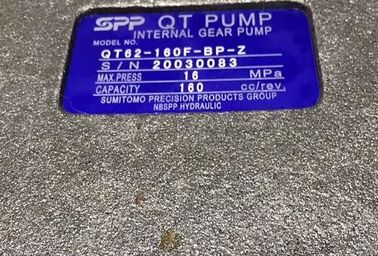 SPP QT PUMP
INTERNAL GEAR PUMP
MODEL NO.
QT62-160F-BP-Z
S/N 20030083
MAX.PRESS 16 MPa
CAPACITY 160 cc/rev.
SUMITOMO PRECISION PRODUCTS GROUP
NBSPP HYDRAULIC